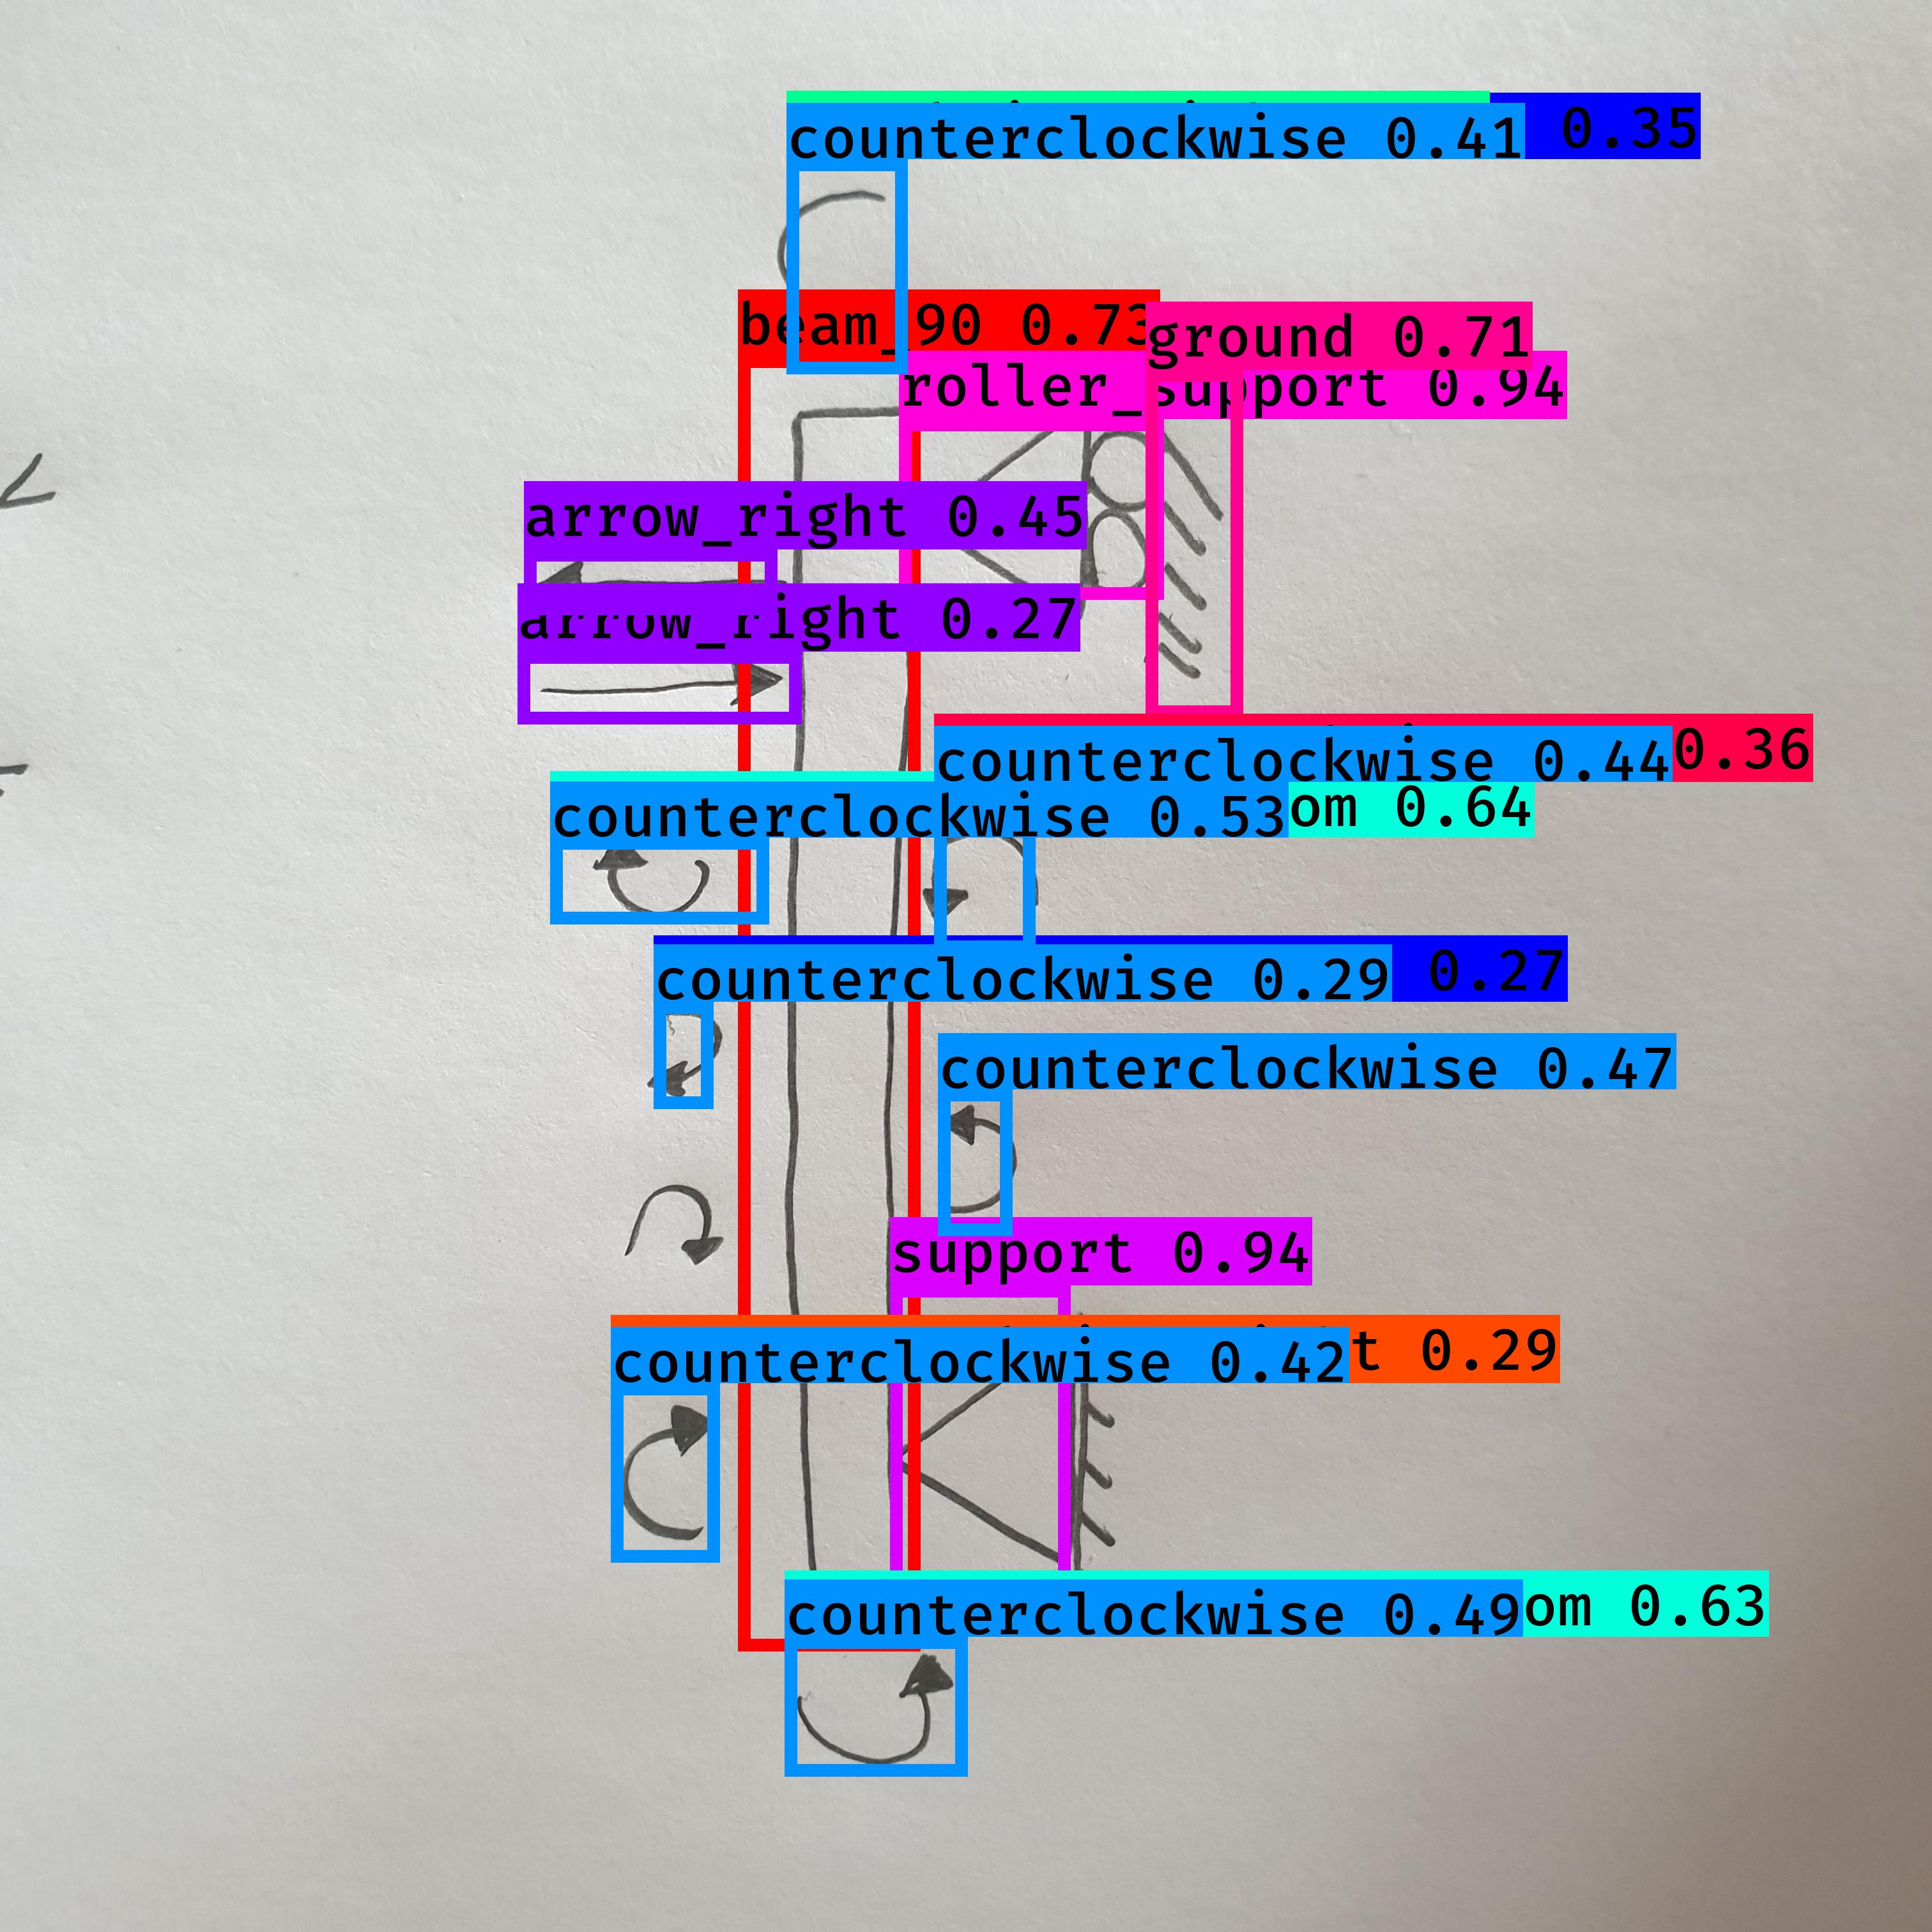 counterclockwise 0.41 0.35
beam_90 0.73
ground 0.71
roller_support 0.94
arrow_right 0.45
arrow_right 0.27
counterclockwise 0.44 0.36
counterclockwise 0.53 om 0.64
counterclockwise 0.29 0.27
counterclockwise 0.47
support 0.94
counterclockwise 0.42 t 0.29
counterclockwise 0.49 om 0.63